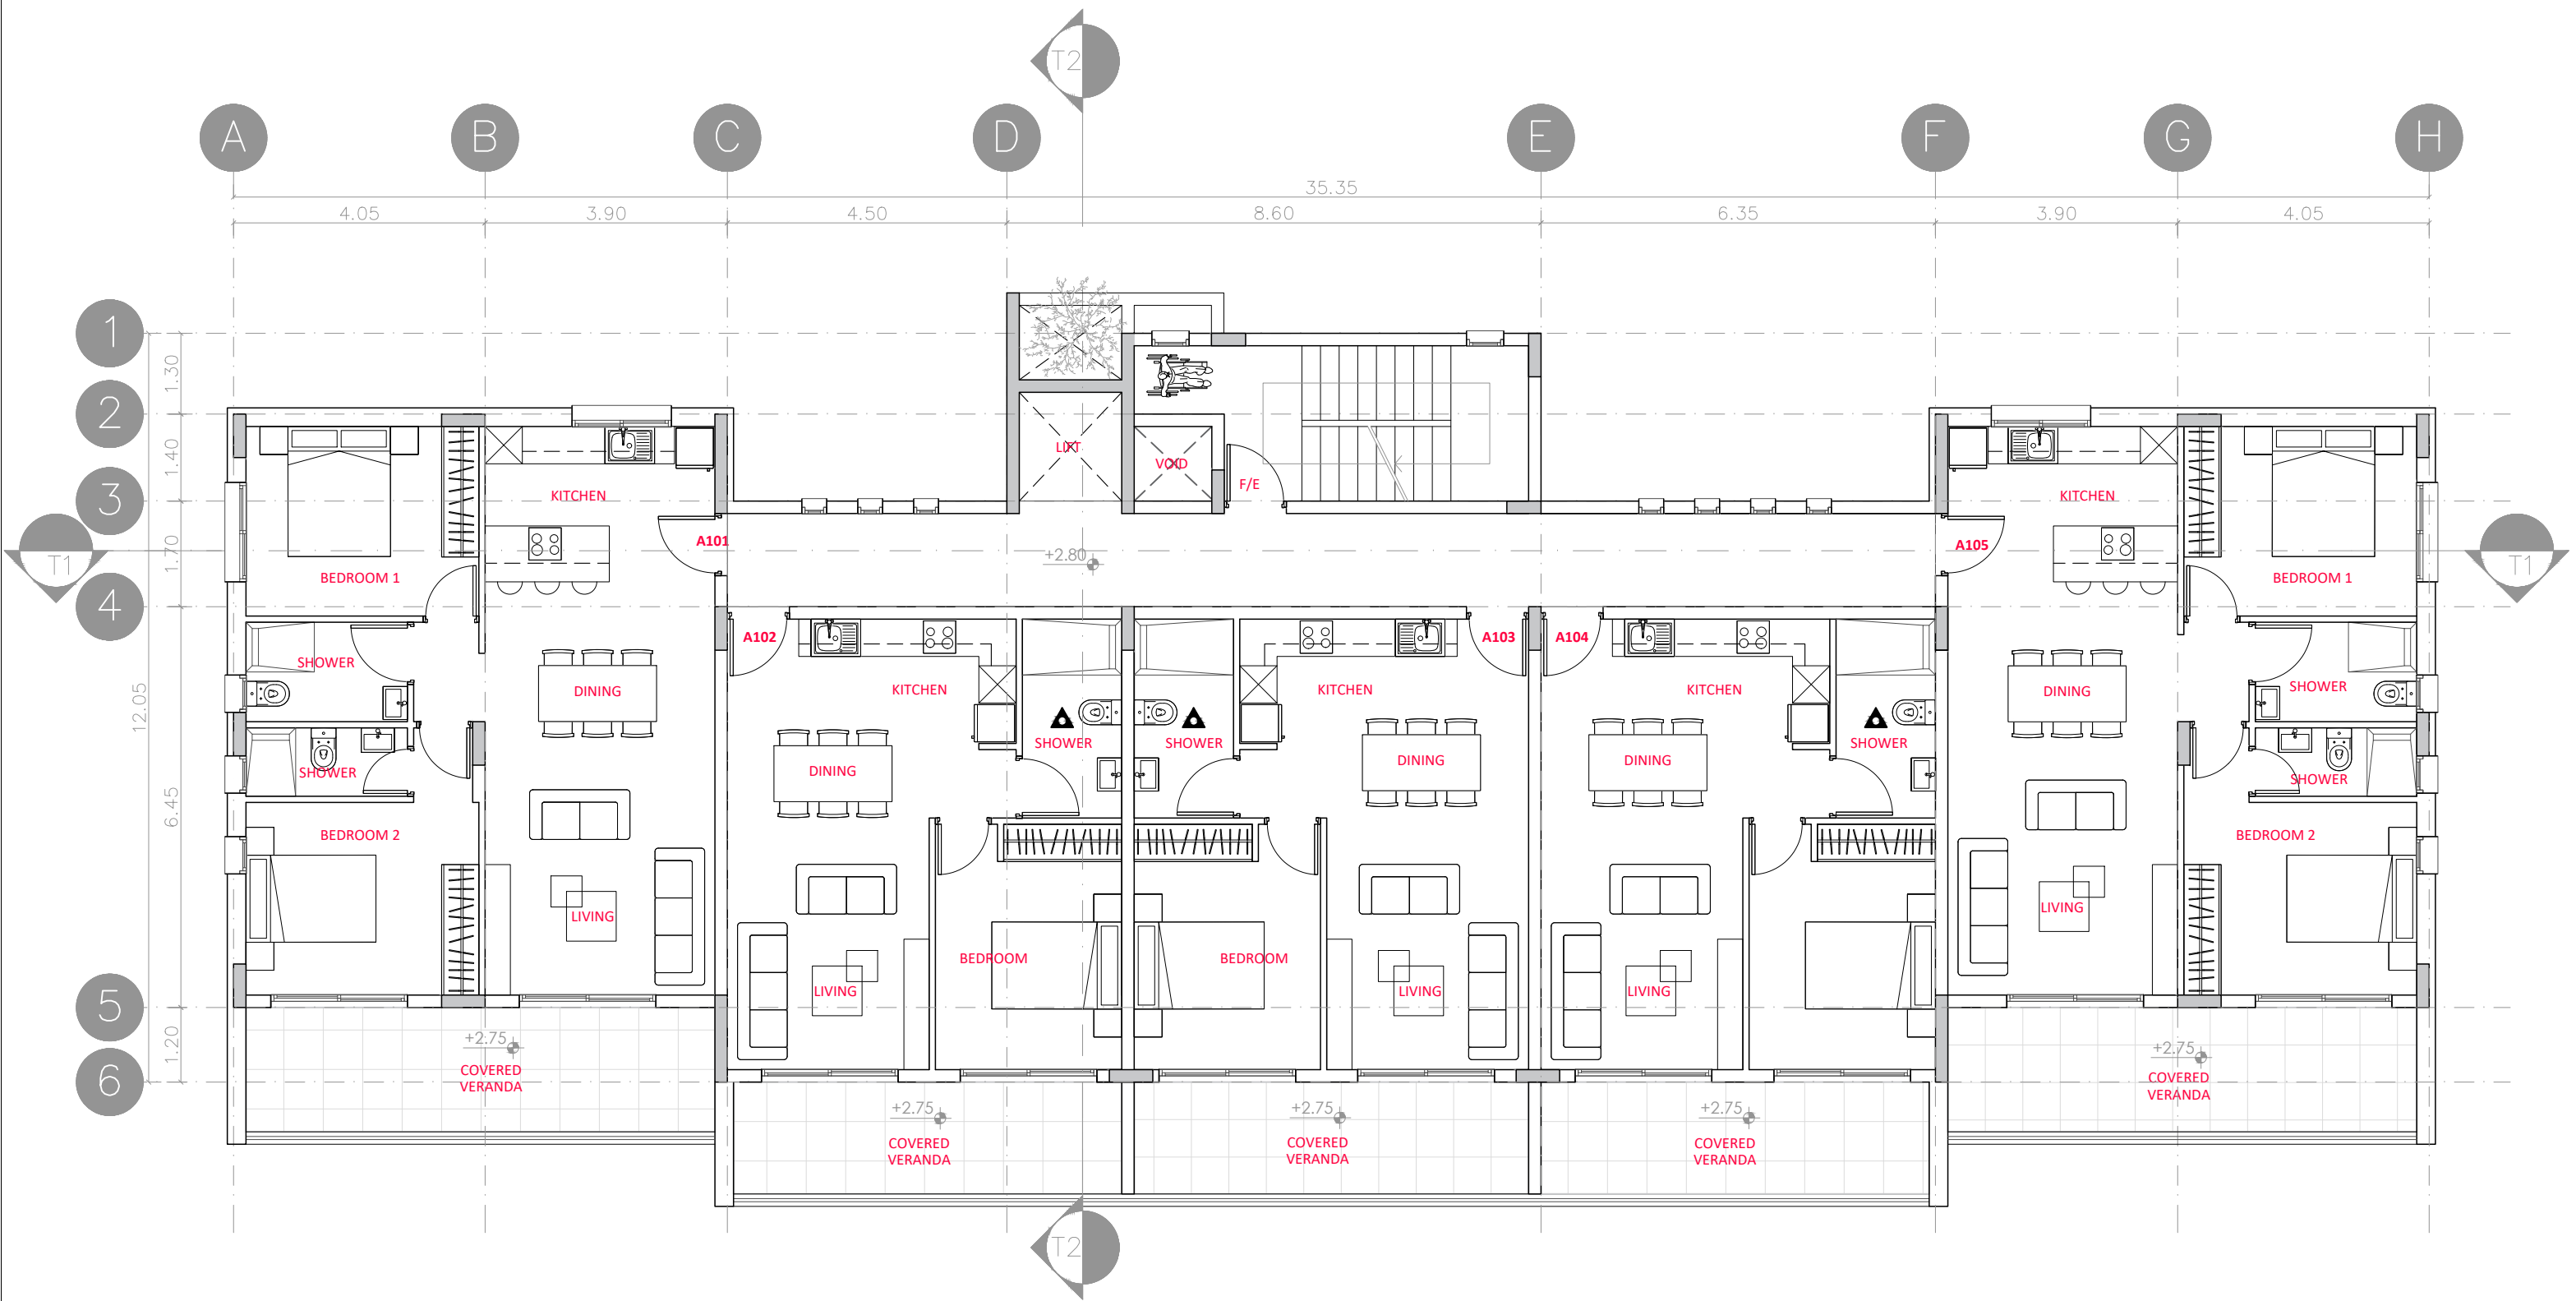 T2
A B C D E F G H
35.35
4.05 3.90 4.50 8.60 6.35 3.90 4.05
1
1.30
2
1.40
LIFT
VOID
F/E
3
KITCHEN
KITCHEN
T1
1.70
A101
+2.80
A105
T1
BEDROOM 1
BEDROOM 1
4
A102
A103
A104
SHOWER
DINING
KITCHEN
KITCHEN
KITCHEN
DINING
SHOWER
12.05
SHOWER
SHOWER
SHOWER
SHOWER
DINING
DINING
DINING
SHOWER
SHOWER
6.45
BEDROOM 2
BEDROOM 2
LIVING
LIVING
BEDROOM
BEDROOM
LIVING
LIVING
LIVING
5
1.20
+2.75
+2.75
COVERED
VERANDA
COVERED
VERANDA
6
+2.75
+2.75
+2.75
COVERED
VERANDA
COVERED
VERANDA
COVERED
VERANDA
T2